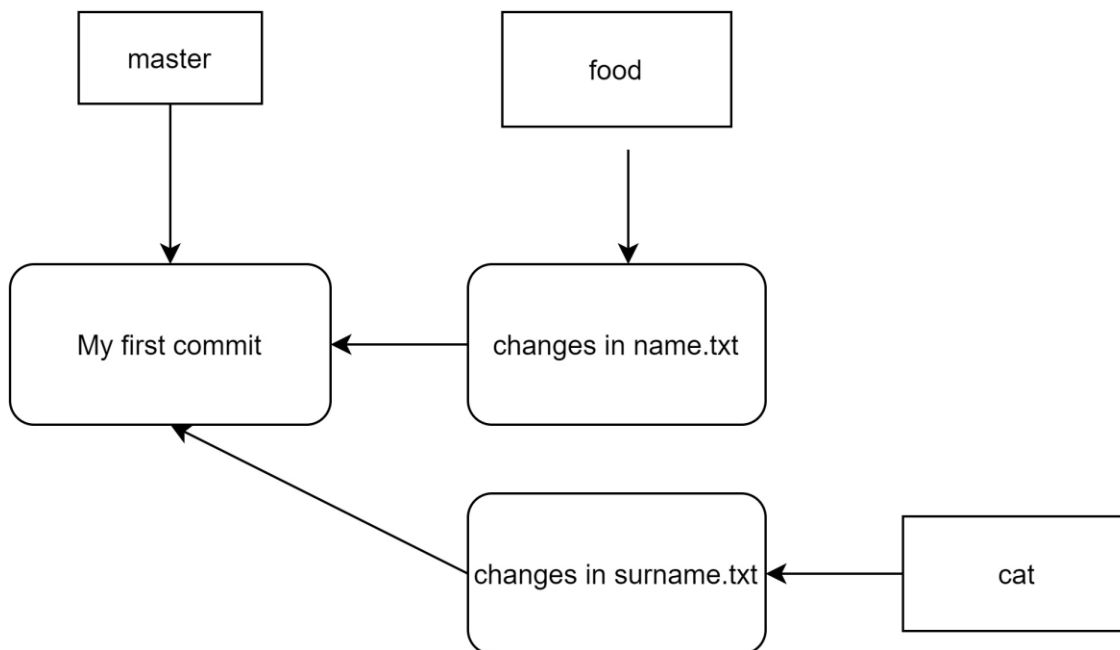 master
food
My first commit
changes in name.txt
changes in surname.txt
cat